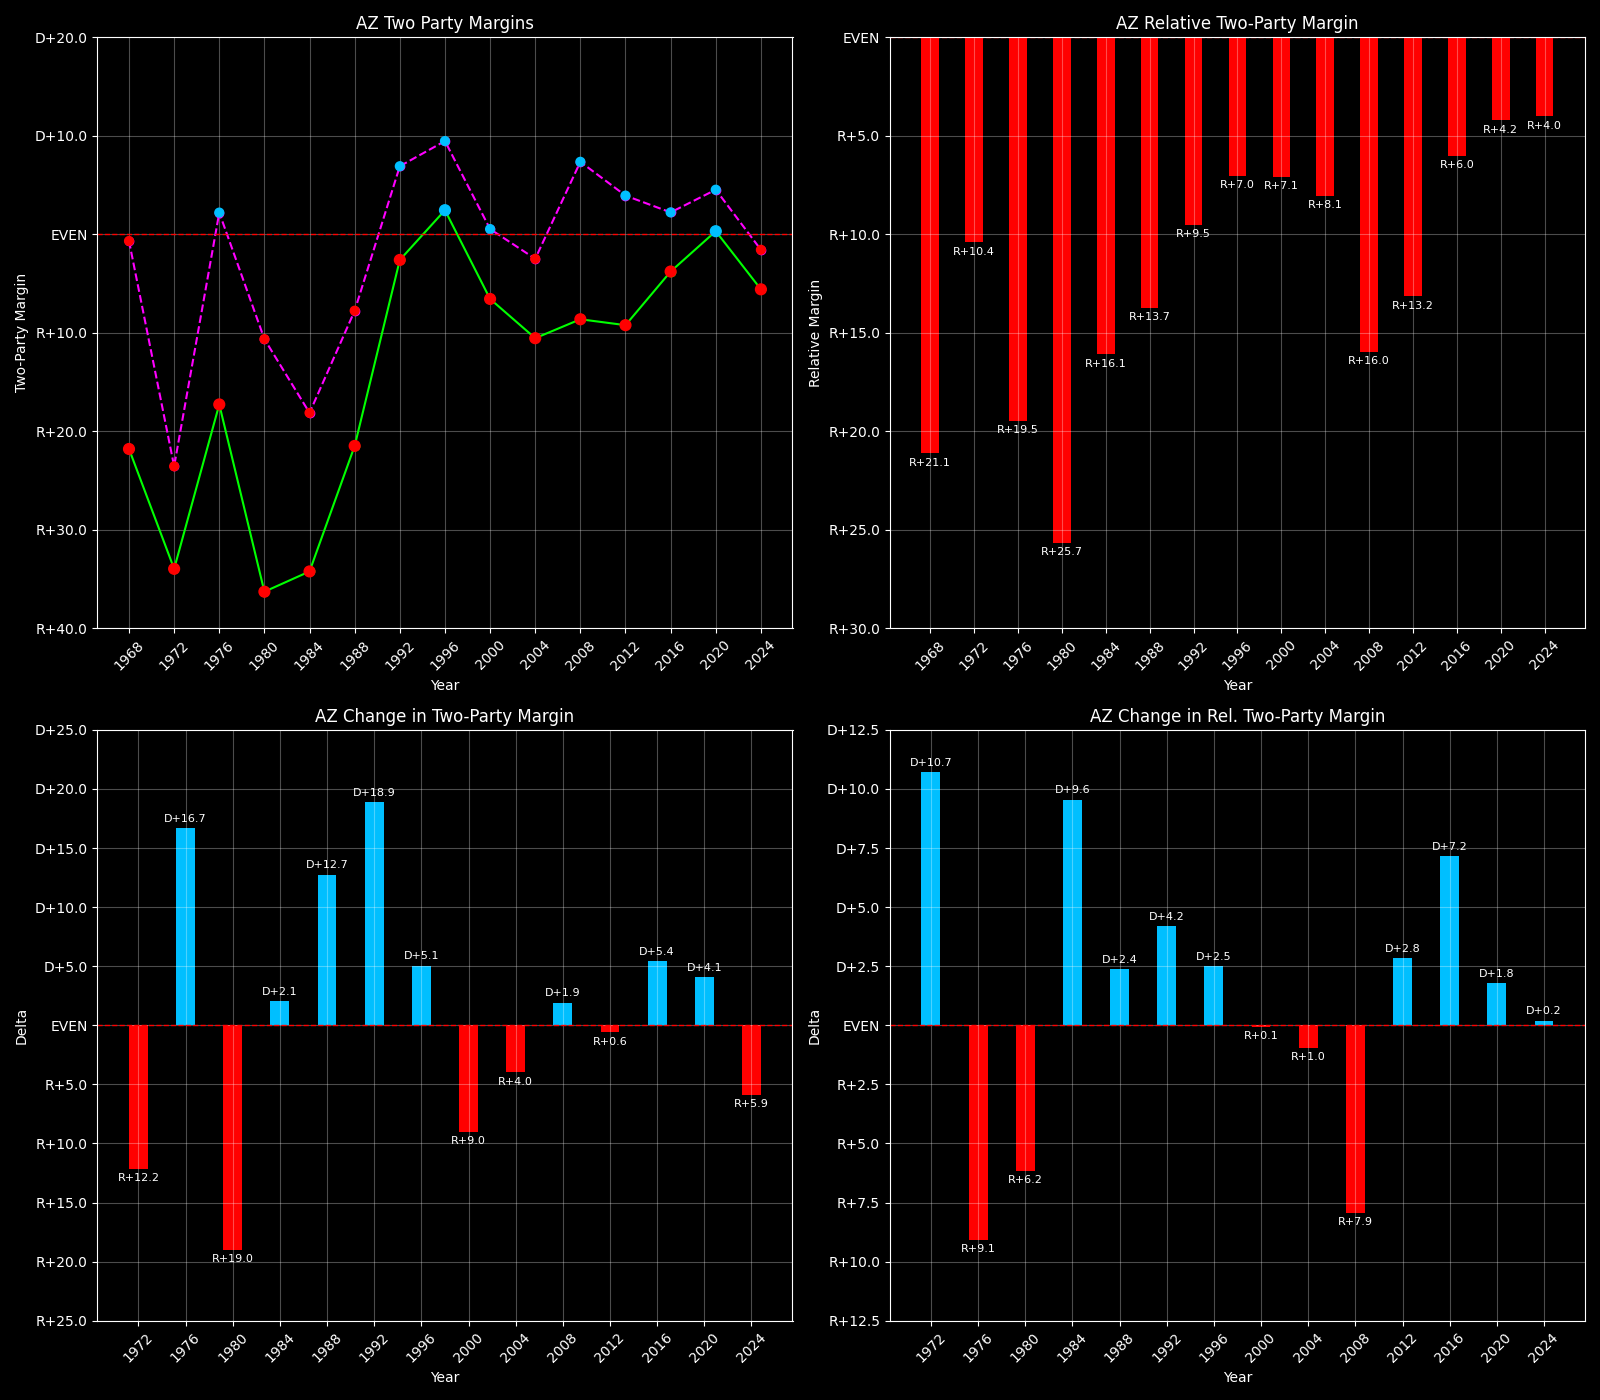 AZ Two Party Margins
D+20.0
D+10.0
EVEN
R+10.0
R+20.0
R+30.0
R+40.0
Two-Party Margin
1968 1972 1976 1980 1984 1988 1992 1996 2000 2004 2008 2012 2016 2020 2024
Year
AZ Relative Two-Party Margin
EVEN
R+5.0
R+10.0
R+15.0
R+20.0
R+25.0
R+30.0
Relative Margin
R+21.1
R+10.4
R+19.5
R+25.7
R+16.1
R+13.7
R+9.5
R+7.0
R+7.1
R+8.1
R+16.0
R+13.2
R+6.0
R+4.2
R+4.0
1968 1972 1976 1980 1984 1988 1992 1996 2000 2004 2008 2012 2016 2020 2024
Year
AZ Change in Two-Party Margin
D+25.0
D+20.0
D+15.0
D+10.0
D+5.0
EVEN
R+5.0
R+10.0
R+15.0
R+20.0
R+25.0
Delta
R+12.2
D+16.7
R+19.0
D+2.1
D+12.7
D+18.9
D+5.1
R+9.0
R+4.0
D+1.9
R+0.6
D+5.4
D+4.1
R+5.9
1972 1976 1980 1984 1988 1992 1996 2000 2004 2008 2012 2016 2020 2024
Year
AZ Change in Rel. Two-Party Margin
D+12.5
D+10.0
D+7.5
D+5.0
D+2.5
EVEN
R+2.5
R+5.0
R+7.5
R+10.0
R+12.5
Delta
D+10.7
R+9.1
R+6.2
D+9.6
D+2.4
D+4.2
D+2.5
R+0.1
R+1.0
R+7.9
D+2.8
D+7.2
D+1.8
D+0.2
1972 1976 1980 1984 1988 1992 1996 2000 2004 2008 2012 2016 2020 2024
Year